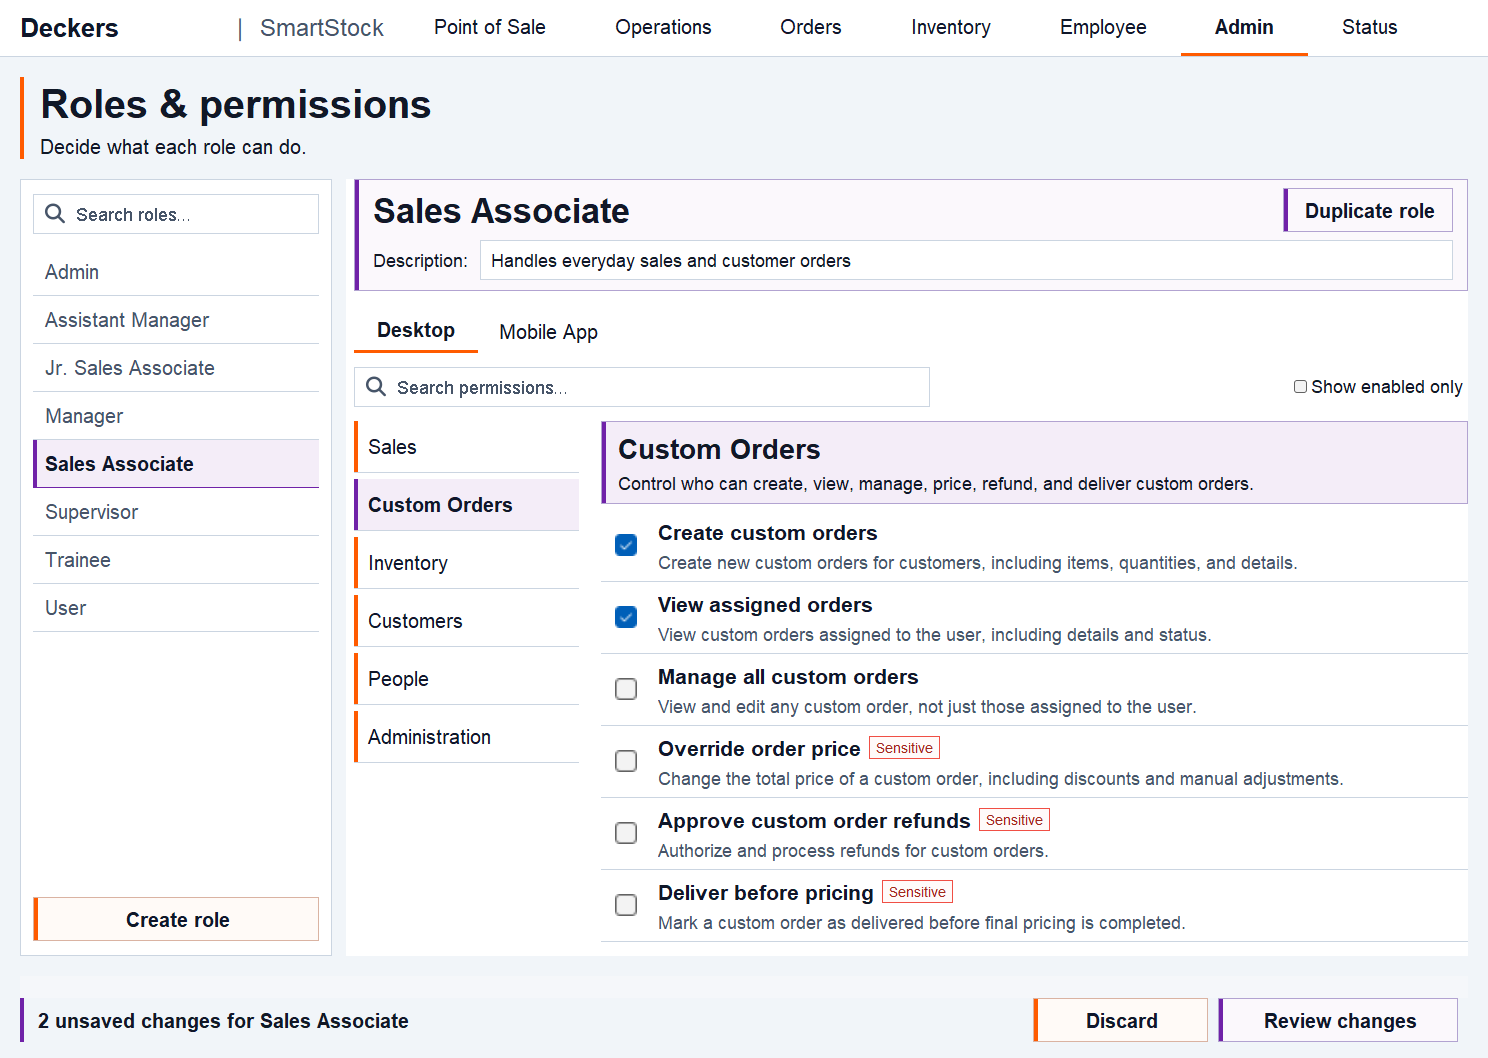 Deckers | SmartStock Point of Sale Operations Orders Inventory Employee Admin Status
Roles & permissions
Decide what each role can do.
Search roles...
Admin
Assistant Manager
Jr. Sales Associate
Manager
Sales Associate
Supervisor
Trainee
User
Create role
Sales Associate
Duplicate role
Description: Handles everyday sales and customer orders
Desktop Mobile App
Search permissions...
Show enabled only
Sales
Custom Orders
Inventory
Customers
People
Administration
Custom Orders
Control who can create, view, manage, price, refund, and deliver custom orders.
Create custom orders
Create new custom orders for customers, including items, quantities, and details.
View assigned orders
View custom orders assigned to the user, including details and status.
Manage all custom orders
View and edit any custom order, not just those assigned to the user.
Override order price Sensitive
Change the total price of a custom order, including discounts and manual adjustments.
Approve custom order refunds Sensitive
Authorize and process refunds for custom orders.
Deliver before pricing Sensitive
Mark a custom order as delivered before final pricing is completed.
2 unsaved changes for Sales Associate
Discard
Review changes